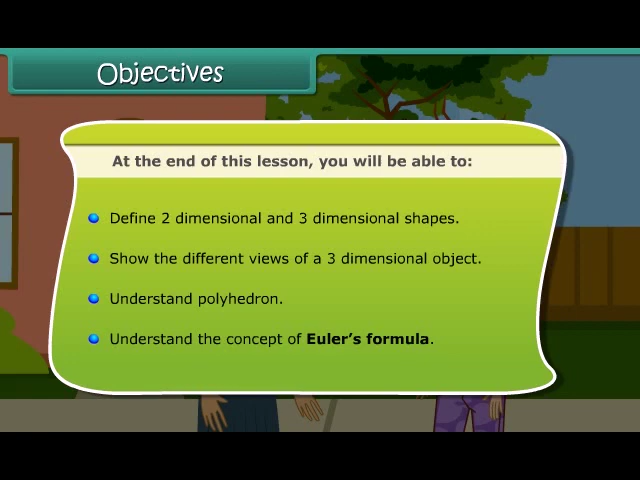 Objectives
At the end of this lesson, you will be able to:
Define 2 dimensional and 3 dimensional shapes.
Show the different views of a 3 dimensional object.
Understand polyhedron.
Understand the concept of Euler’s formula.